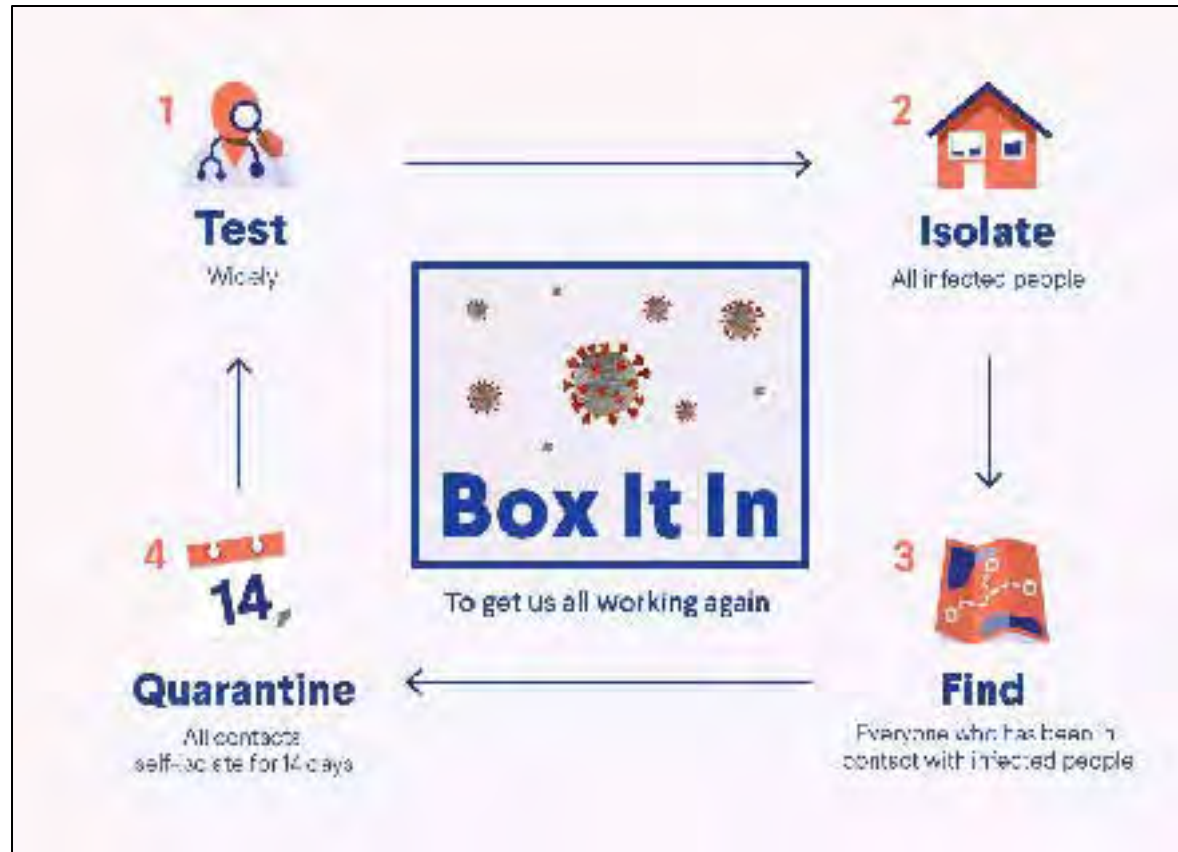 1
Test
Widely
2
Isolate
All infected people
Box It In
To get us all working again
4
14
Quarantine
All contacts
self-isolate for 14 days
3
Find
Everyone who has been in
contact with infected people